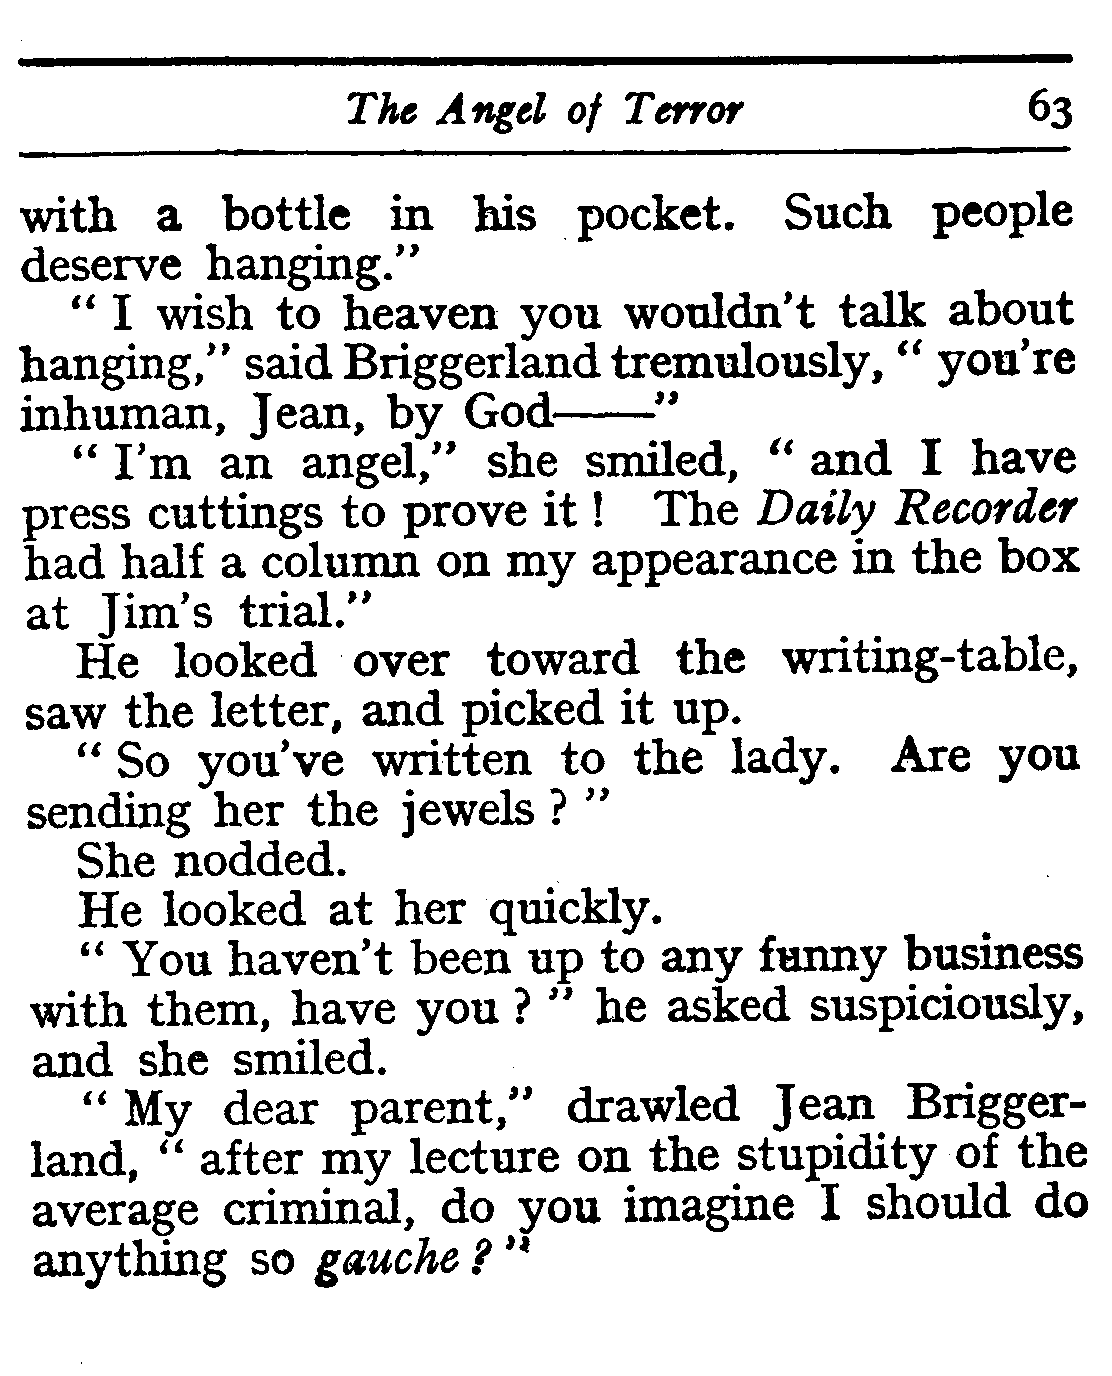 The Angel of Terror 63
with a bottle in his pocket. Such people
deserve hanging.”
“ I wish to heaven you wouldn't talk about
hanging,” said Briggerland tremulously, “ you're
inhuman, Jean, by God——”
“ I'm an angel,” she smiled, “ and I have
press cuttings to prove it ! The Daily Recorder
had half a column on my appearance in the box
at Jim's trial.”
He looked over toward the writing-table,
saw the letter, and picked it up.
“ So you've written to the lady. Are you
sending her the jewels ? ”
She nodded.
He looked at her quickly.
“ You haven't been up to any funny business
with them, have you ? ” he asked suspiciously,
and she smiled.
“ My dear parent,” drawled Jean Brigger-
land, “ after my lecture on the stupidity of the
average criminal, do you imagine I should do
anything so gauche ? ”